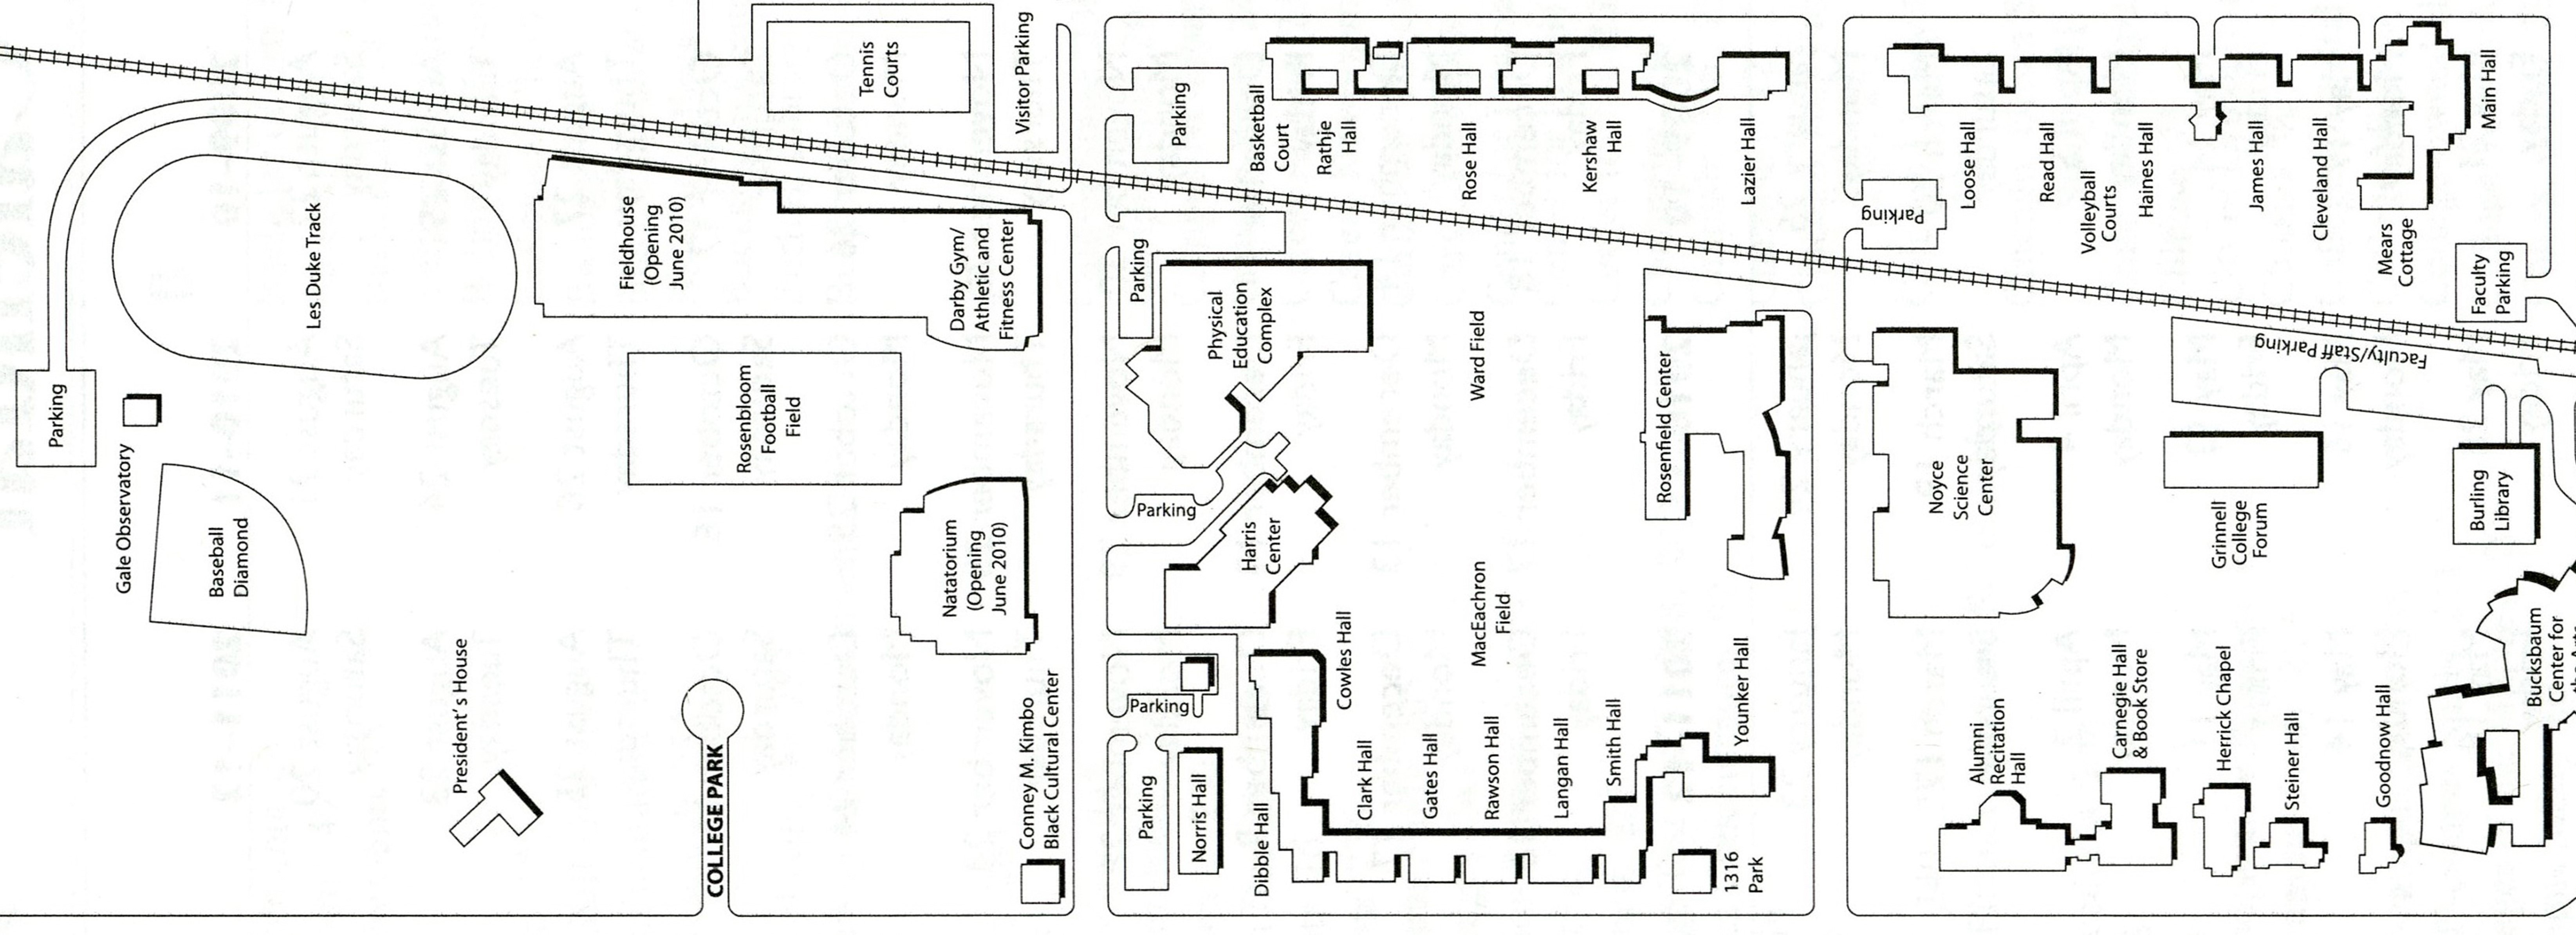 Tennis
Courts
Visitor Parking
Parking
Basketball
Court
Rathje
Hall
Rose Hall
Kershaw
Hall
Lazier Hall
Parking
Loose Hall
Read Hall
Volleyball
Courts
Haines Hall
James Hall
Cleveland Hall
Mears
Cottage
Main Hall
Faculty
Parking
Faculty/Staff Parking
Les Duke Track
Fieldhouse
(Opening
June 2010)
Darby Gym/
Athletic and
Fitness Center
Parking
Physical
Education
Complex
Ward Field
Rosenfield Center
Noyce
Science
Center
Grinnell
College
Forum
Burling
Library
Parking
Gale Observatory
Baseball
Diamond
Rosenbloom
Football
Field
Natatorium
(Opening
June 2010)
Parking
Harris
Center
MacEachron
Field
Cowles Hall
Parking
President's House
COLLEGE PARK
Conney M. Kimbo
Black Cultural Center
Parking
Norris Hall
Dibble Hall
Clark Hall
Gates Hall
Rawson Hall
Langan Hall
Smith Hall
Younker Hall
1316
Park
Alumni
Recitation
Hall
Carnegie Hall
& Book Store
Herrick Chapel
Steiner Hall
Goodnow Hall
Bucksbaum
Center for